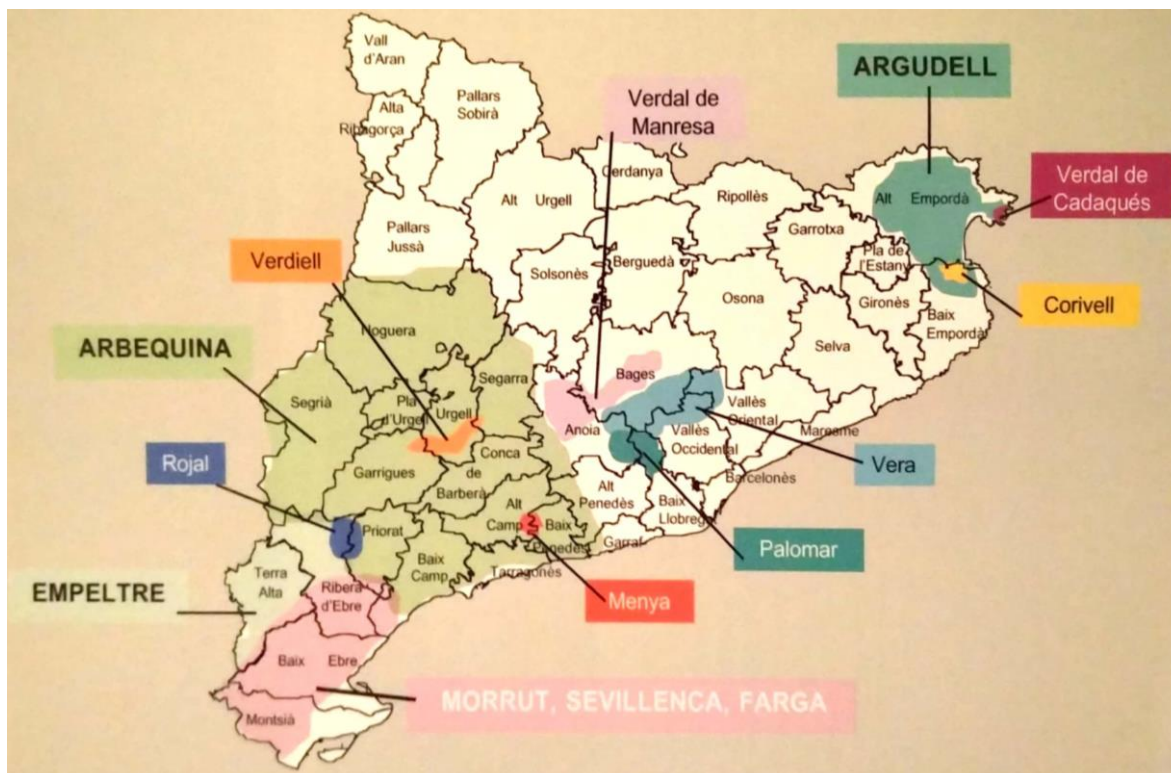 Vall
d'Aran
Alta
Ribagorça
Pallars
Sobirà
Verdal de
Manresa
ARGUDELL
Cerdanya
Alt Urgell
Ripollès
Alt Empordà
Verdal de
Cadaqués
Pallars
Jussà
Garrotxa
Verdiell
Solsonès
Berguedà
Pla de
l'Estany
Osona
Gironès
Corivell
Baix
Empordà
Noguera
ARBEQUINA
Selva
Segarra
Bages
Segrià
Pla
d'Urgell
Urgell
Vallès
Oriental
Anoia
Maresme
Rojal
Garrigues
Conca
de
Barberà
Vallès
Occidental
Vera
Barcelonès
Alt
Penedès
Baix
Llobregat
Alt
Camp
Priorat
Baix
Penedès
Garraf
Palomar
Baix
Camp
Tarragonès
Terra
Alta
Ribera
d'Ebre
EMPELTRE
Menya
Baix Ebre
MORRUT, SEVILLENCA, FARGA
Montsià